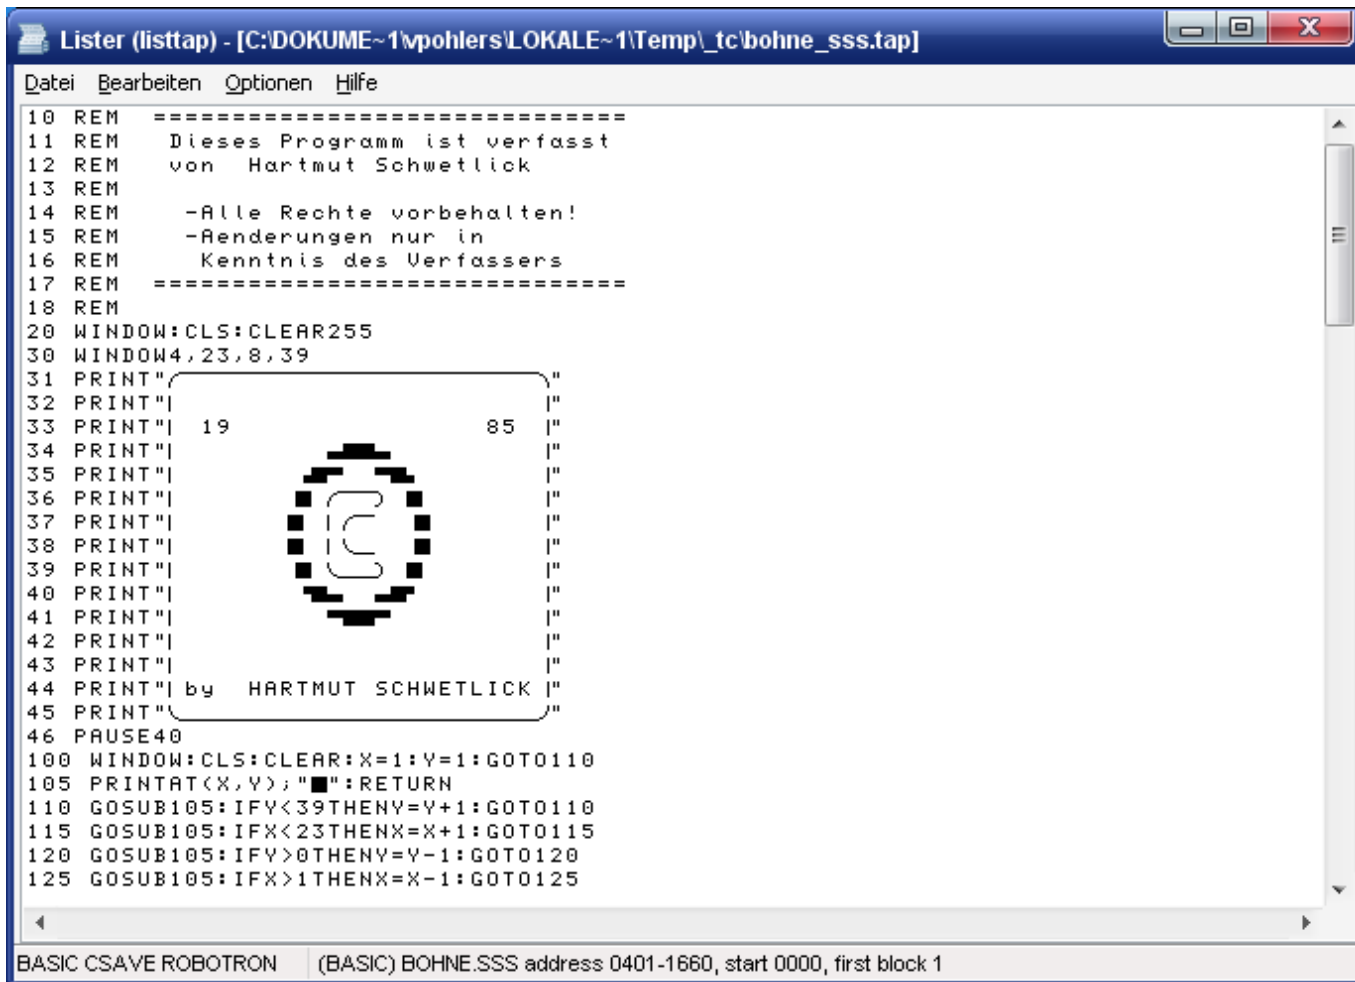 Lister (listtap) - [C:\DOKUME~1\vpohlers\LOKALE~1\Temp\_tc\bohne_sss.tap]
Datei Bearbeiten Optionen Hilfe
10 REM ==============================
11 REM Dieses Programm ist verfasst
12 REM von Hartmut Schwetlick
13 REM
14 REM -Alle Rechte vorbehalten!
15 REM -Aenderungen nur in
16 REM Kenntnis des Verfassers
17 REM ==============================
18 REM
20 WINDOW:CLS:CLEAR255
30 WINDOW4,23,8,39
31 PRINT" "
32 PRINT"| |"
33 PRINT"| 19 85 |"
34 PRINT"| |"
35 PRINT"| |"
36 PRINT"| |"
37 PRINT"| |"
38 PRINT"| |"
39 PRINT"| |"
40 PRINT"| |"
41 PRINT"| |"
42 PRINT"| |"
43 PRINT"| |"
44 PRINT"| by HARTMUT SCHWETLICK |"
45 PRINT" "
46 PAUSE40
100 WINDOW:CLS:CLEAR:X=1:Y=1:GOTO110
105 PRINTAT(X,Y);"■":RETURN
110 GOSUB105:IFY<39THENY=Y+1:GOTO110
115 GOSUB105:IFX<23THENX=X+1:GOTO115
120 GOSUB105:IFY>0THENY=Y-1:GOTO120
125 GOSUB105:IFX>1THENX=X-1:GOTO125
BASIC CSAVE ROBOTRON (BASIC) BOHNE.SSS address 0401-1660, start 0000, first block 1